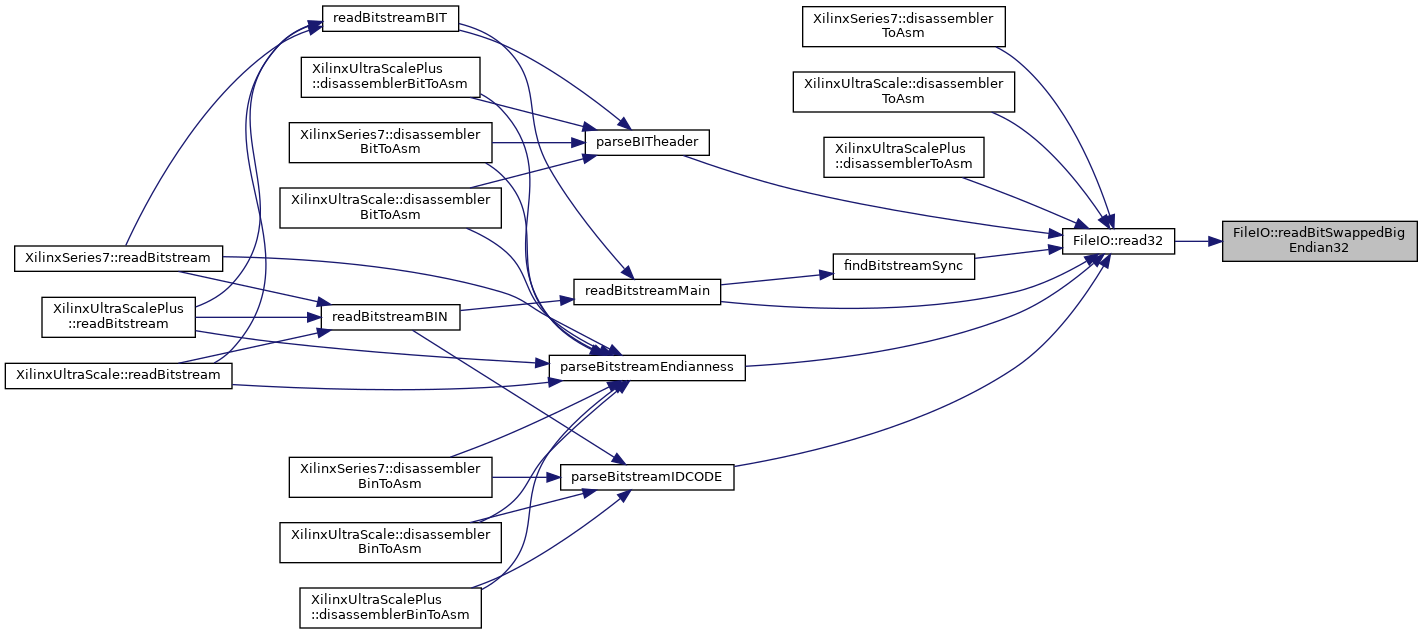 readBitstreamBIT
XilinxUltraScalePlus
::disassemblerBitToAsm
XilinxSeries7::disassembler
BitToAsm
XilinxUltraScale::disassembler
BitToAsm
XilinxSeries7::readBitstream
XilinxUltraScalePlus
::readBitstream
XilinxUltraScale::readBitstream
readBitstreamBIN
XilinxSeries7::disassembler
BinToAsm
XilinxUltraScale::disassembler
BinToAsm
XilinxUltraScalePlus
::disassemblerBinToAsm
parseBITheader
readBitstreamMain
parseBitstreamEndianness
parseBitstreamIDCODE
XilinxSeries7::disassembler
ToAsm
XilinxUltraScale::disassembler
ToAsm
XilinxUltraScalePlus
::disassemblerToAsm
findBitstreamSync
FileIO::read32
FileIO::readBitSwappedBig
Endian32